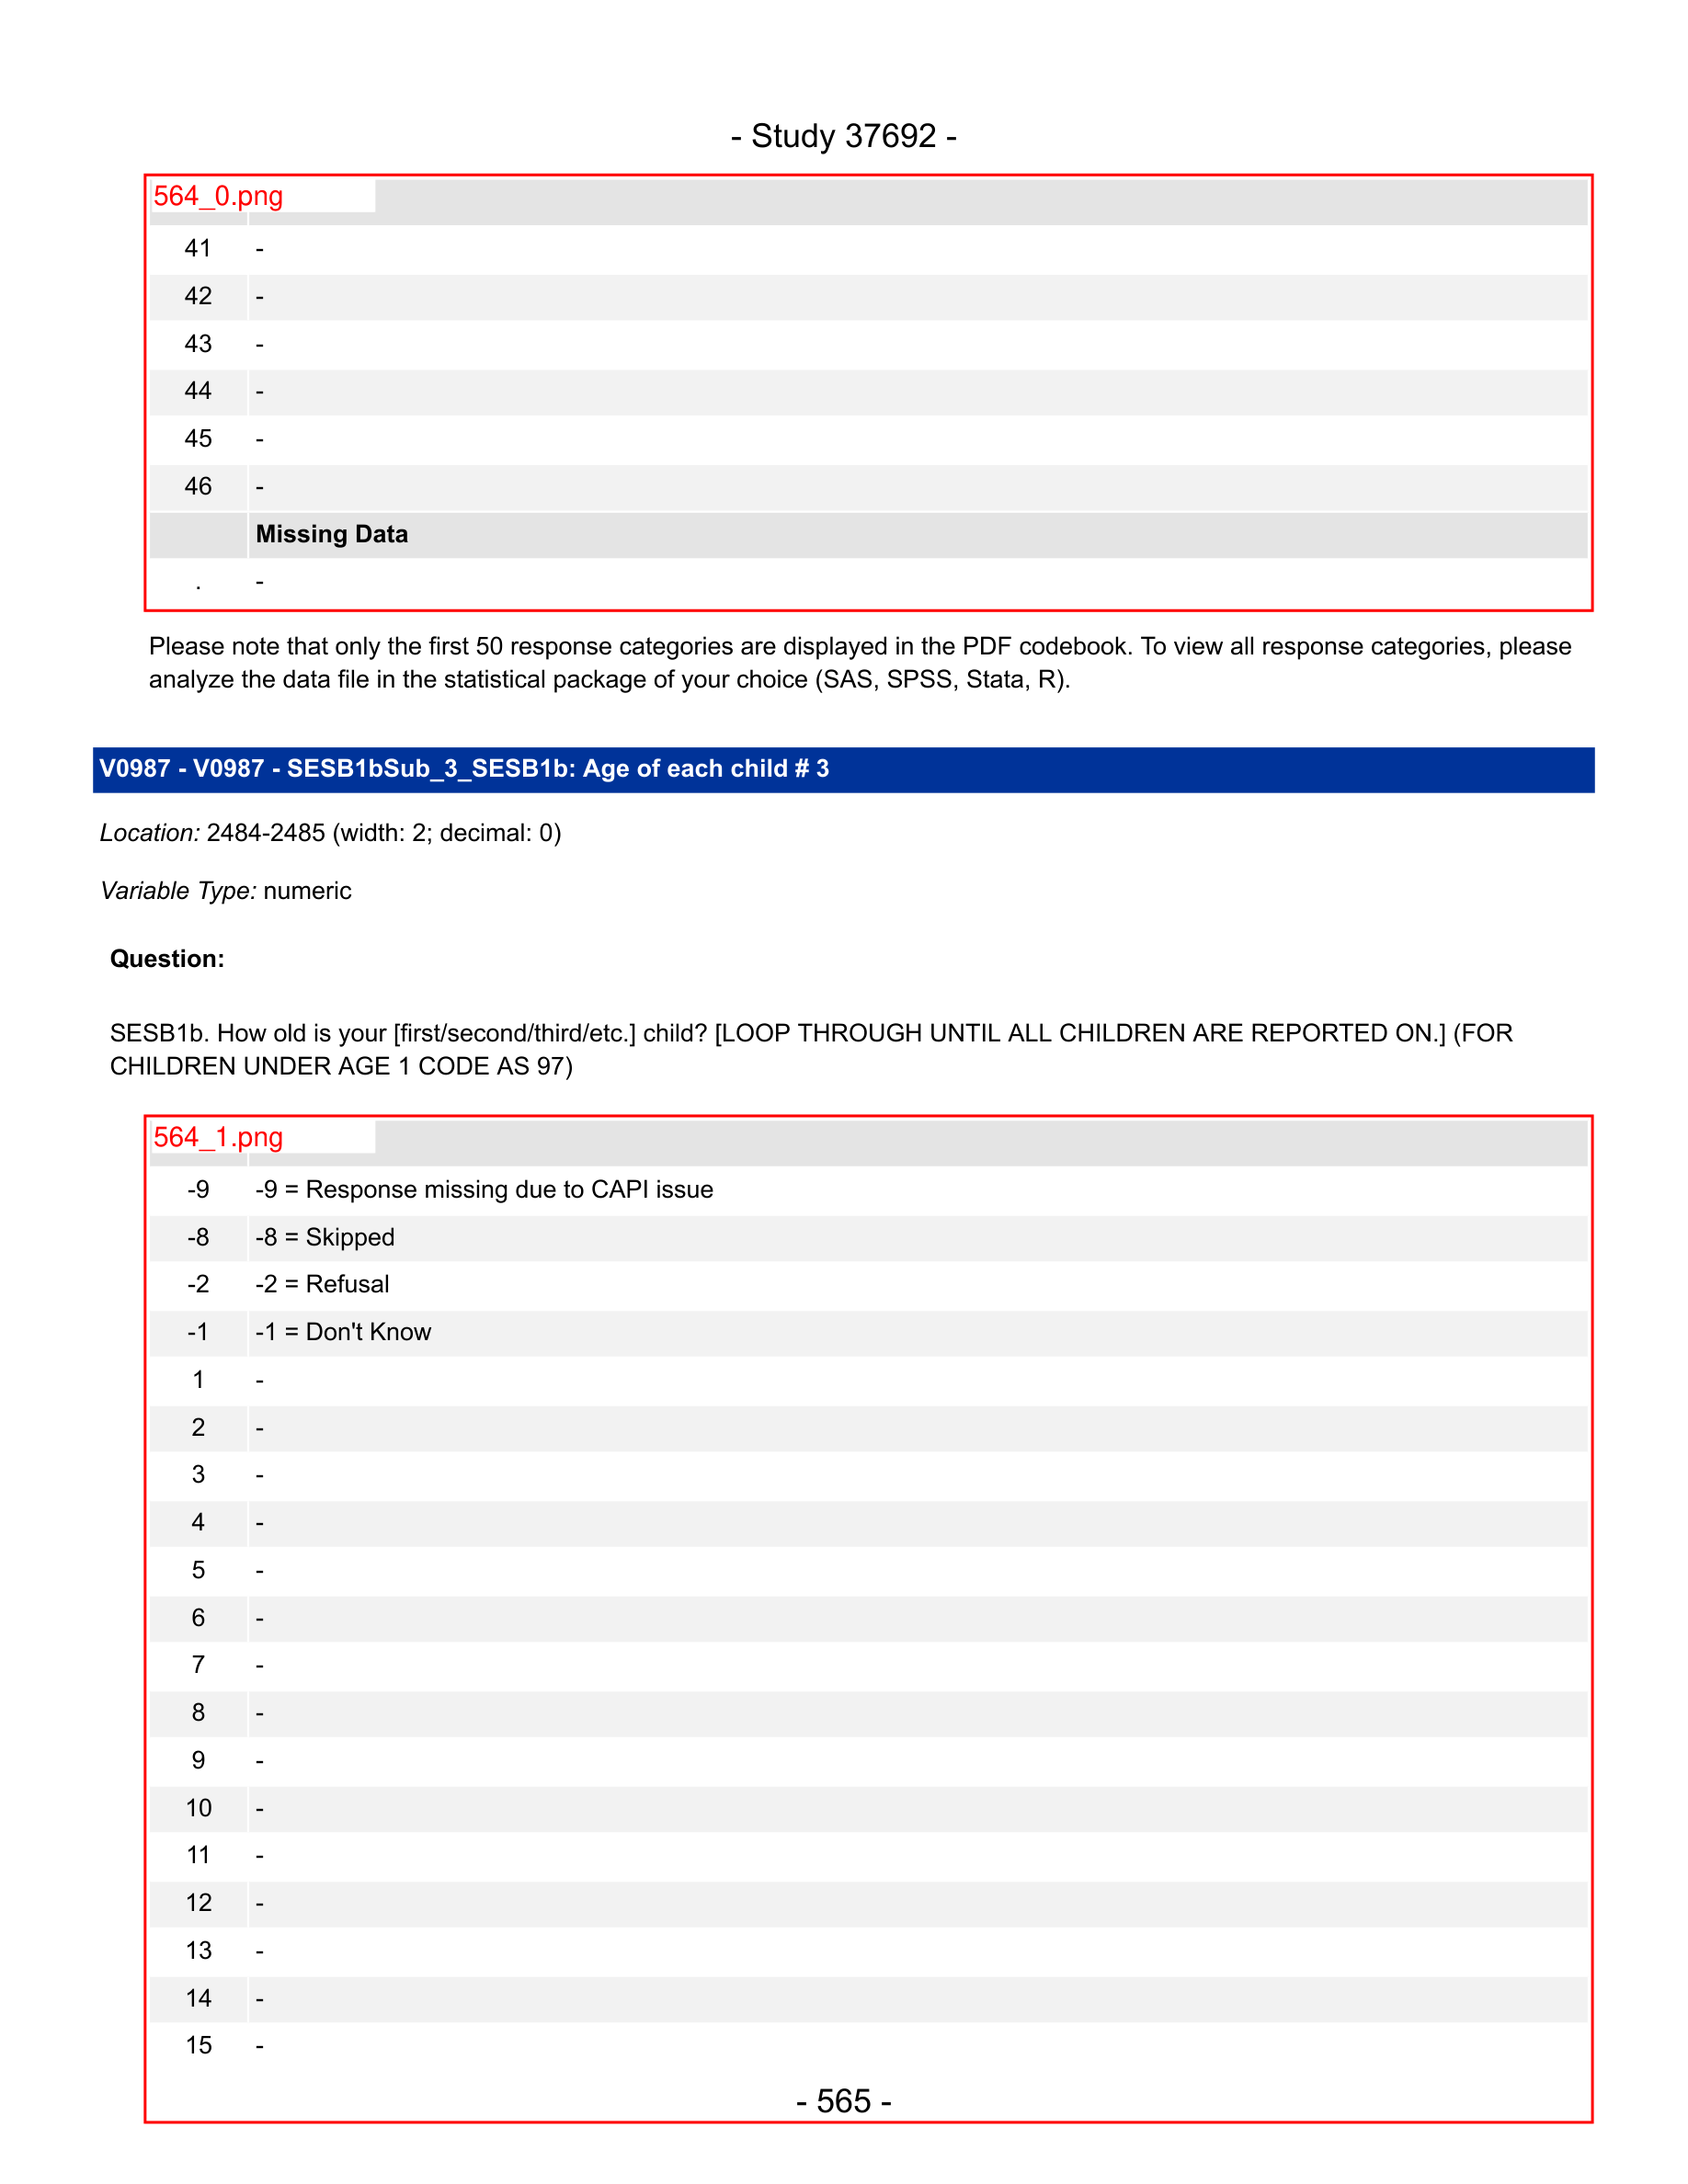 - Study 37692 -
564_0.png
41 -
42 -
43 -
44 -
45 -
46 -
Missing Data
. -
Please note that only the first 50 response categories are displayed in the PDF codebook. To view all response categories, please
analyze the data file in the statistical package of your choice (SAS, SPSS, Stata, R).
V0987 - V0987 - SESB1bSub_3_SESB1b: Age of each child # 3
Location: 2484-2485 (width: 2; decimal: 0)
Variable Type: numeric
Question:
SESB1b. How old is your [first/second/third/etc.] child? [LOOP THROUGH UNTIL ALL CHILDREN ARE REPORTED ON.] (FOR
CHILDREN UNDER AGE 1 CODE AS 97)
564_1.png
-9 -9 = Response missing due to CAPI issue
-8 -8 = Skipped
-2 -2 = Refusal
-1 -1 = Don't Know
1 -
2 -
3 -
4 -
5 -
6 -
7 -
8 -
9 -
10 -
11 -
12 -
13 -
14 -
15 -
- 565 -